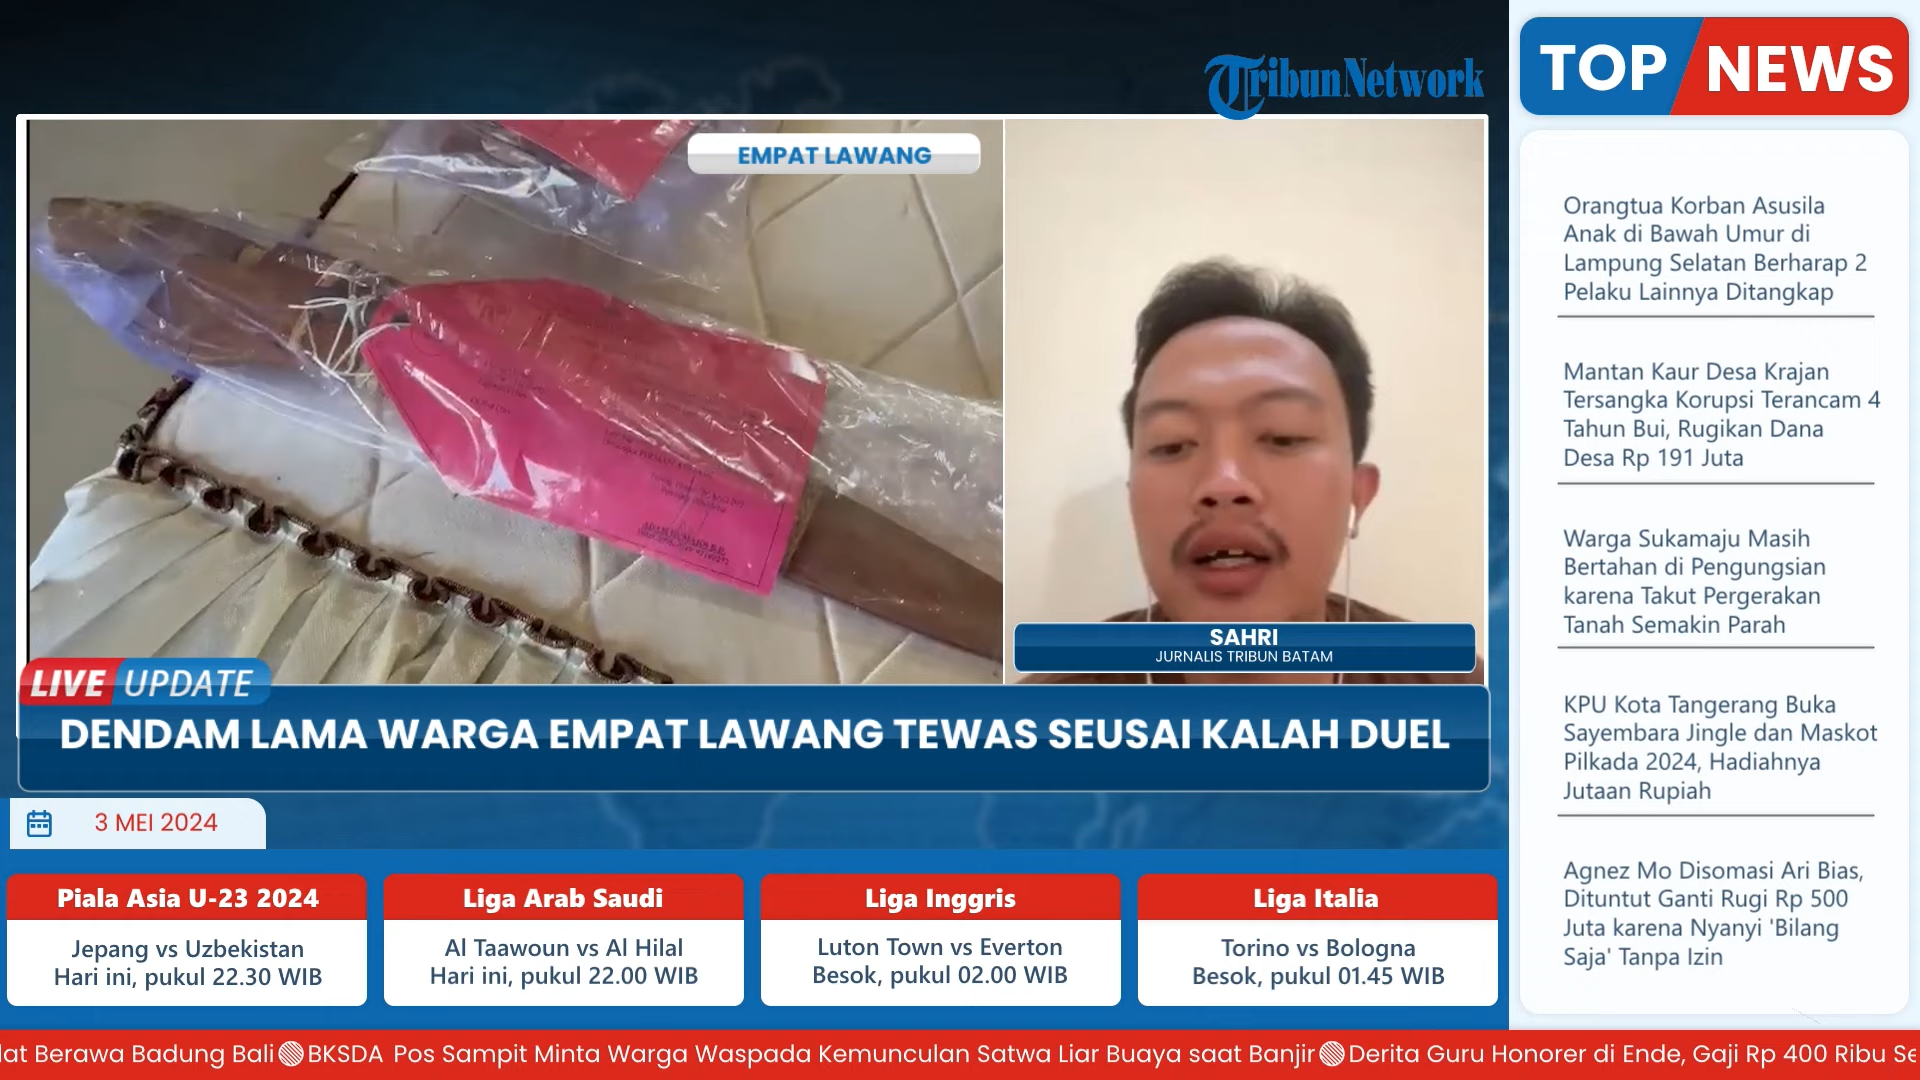 TribunNetwork
EMPAT LAWANG
SAHRI
JURNALIS TRIBUN BATAM
LIVE UPDATE
DENDAM LAMA WARGA EMPAT LAWANG TEWAS SEUSAI KALAH DUEL
3 MEI 2024
Piala Asia U-23 2024
Jepang vs Uzbekistan
Hari ini, pukul 22.30 WIB
Liga Arab Saudi
Al Taawoun vs Al Hilal
Hari ini, pukul 22.00 WIB
Liga Inggris
Luton Town vs Everton
Besok, pukul 02.00 WIB
Liga Italia
Torino vs Bologna
Besok, pukul 01.45 WIB
TOP NEWS
Orangtua Korban Asusila
Anak di Bawah Umur di
Lampung Selatan Berharap 2
Pelaku Lainnya Ditangkap
Mantan Kaur Desa Krajan
Tersangka Korupsi Terancam 4
Tahun Bui, Rugikan Dana
Desa Rp 191 Juta
Warga Sukamaju Masih
Bertahan di Pengungsian
karena Takut Pergerakan
Tanah Semakin Parah
KPU Kota Tangerang Buka
Sayembara Jingle dan Maskot
Pilkada 2024, Hadiahnya
Jutaan Rupiah
Agnez Mo Disomasi Ari Bias,
Dituntut Ganti Rugi Rp 500
Juta karena Nyanyi 'Bilang
Saja' Tanpa Izin
lat Berawa Badung Bali BKSDA Pos Sampit Minta Warga Waspada Kemunculan Satwa Liar Buaya saat Banjir Derita Guru Honorer di Ende, Gaji Rp 400 Ribu Se